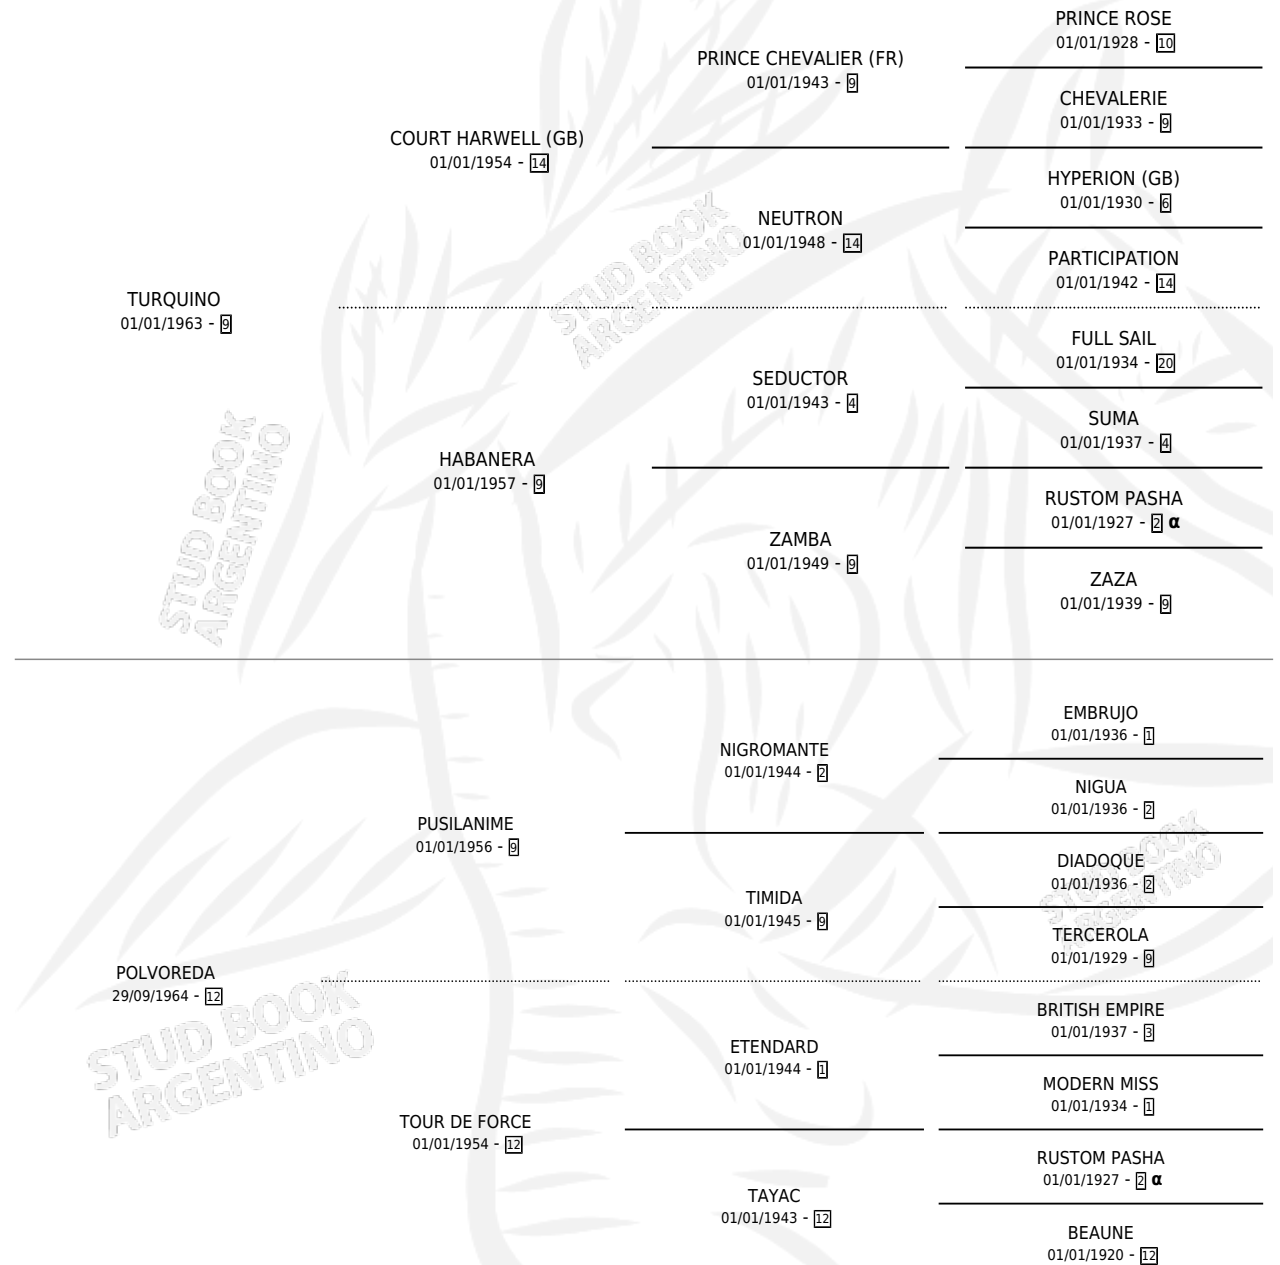 PRINCE ROSE
01/01/1928 - 10
PRINCE CHEVALIER (FR)
01/01/1943 - 9
CHEVALERIE
01/01/1933 - 9
COURT HARWELL (GB)
01/01/1954 - 14
HYPERION (GB)
01/01/1930 - 6
NEUTRON
01/01/1948 - 14
PARTICIPATION
01/01/1942 - 14
TURQUINO
01/01/1963 - 9
FULL SAIL
01/01/1934 - 20
SEDUCTOR
01/01/1943 - 4
SUMA
01/01/1937 - 4
HABANERA
01/01/1957 - 9
RUSTOM PASHA
01/01/1927 - 2 α
ZAMBA
01/01/1949 - 9
ZAZA
01/01/1939 - 9
EMBRUJO
01/01/1936 - 1
NIGROMANTE
01/01/1944 - 2
NIGUA
01/01/1936 - 2
PUSILANIME
01/01/1956 - 9
DIADOQUE
01/01/1936 - 2
TIMIDA
01/01/1945 - 9
TERCEROLA
01/01/1929 - 9
POLVOREDA
29/09/1964 - 12
BRITISH EMPIRE
01/01/1937 - 3
ETENDARD
01/01/1944 - 1
MODERN MISS
01/01/1934 - 1
TOUR DE FORCE
01/01/1954 - 12
RUSTOM PASHA
01/01/1927 - 2 α
TAYAC
01/01/1943 - 12
BEAUNE
01/01/1920 - 12
STUD BOOK
ARGENTINO
STUD BOOK
ARGENTINO
STUD BOOK
ARGENTINO
STUD BOOK
ARGENTINO